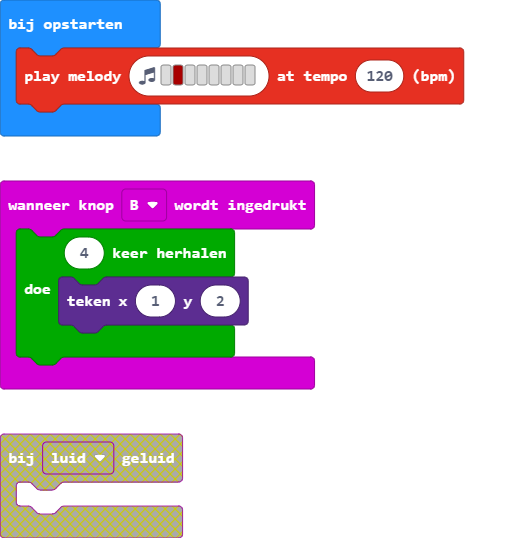 bij opstarten
play melody at tempo 120 (bpm)
wanneer knop B wordt ingedrukt
4 keer herhalen
doe
teken x 1 y 2
bij luid geluid